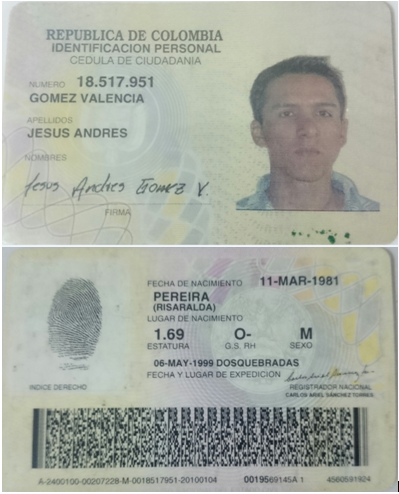 REPUBLICA DE COLOMBIA
IDENTIFICACION PERSONAL
CEDULA DE CIUDADANIA
NUMERO 18.517.951
GOMEZ VALENCIA
APELLIDOS
JESUS ANDRES
NOMBRES
Jesus Andres Gomez V.
FIRMA
FECHA DE NACIMIENTO 11-MAR-1981
PEREIRA
(RISARALDA)
LUGAR DE NACIMIENTO
1.69 O- M
ESTATURA G.S. RH SEXO
06-MAY-1999 DOSQUEBRADAS
FECHA Y LUGAR DE EXPEDICION
INDICE DERECHO
REGISTRADOR NACIONAL
CARLOS ARIEL SÁNCHEZ TORRES
A-2400100-00207228-M-0018517951-20100104 0019569145A 1 4560591924